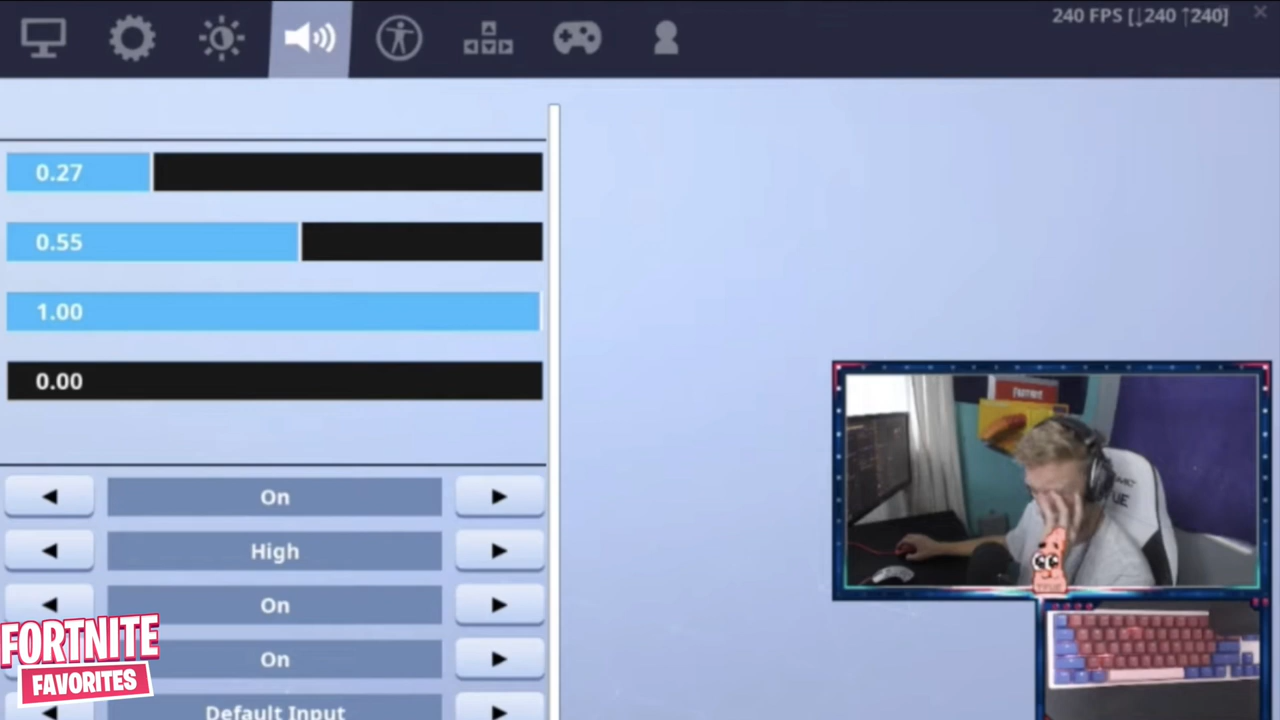 240 FPS [↓240 ↑240]
0.27
0.55
1.00
0.00
On
High
On
On
Default Input
FORTNITE
FAVORITES
TRUE